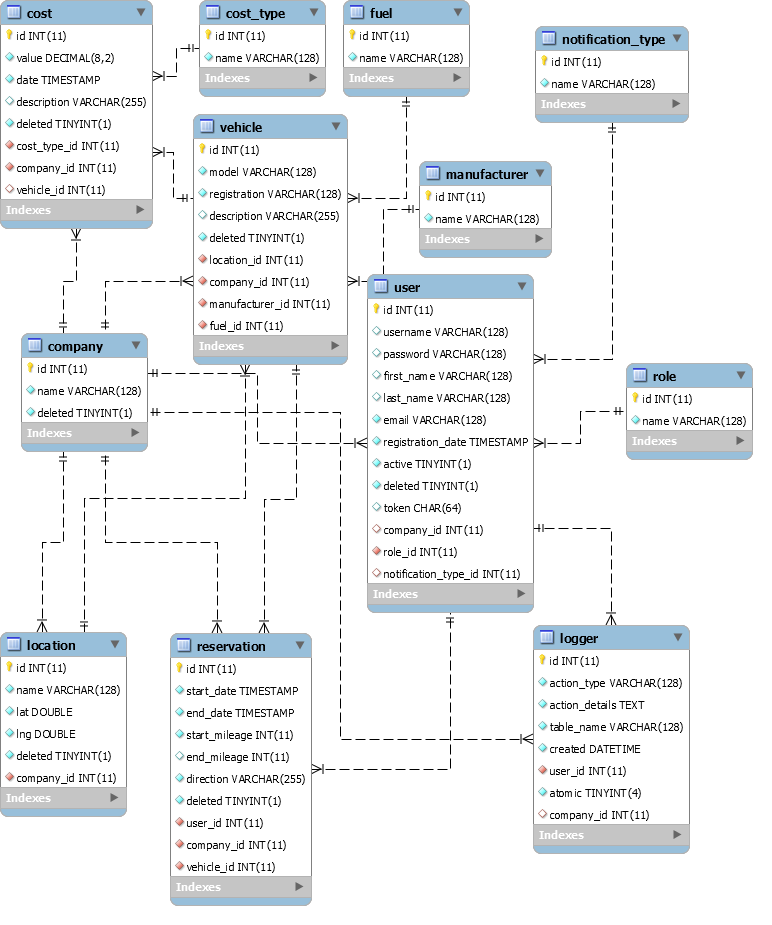 cost
id INT(11)
value DECIMAL(8,2)
date TIMESTAMP
description VARCHAR(255)
deleted TINYINT(1)
cost_type_id INT(11)
company_id INT(11)
vehicle_id INT(11)
Indexes
cost_type
id INT(11)
name VARCHAR(128)
Indexes
fuel
id INT(11)
name VARCHAR(128)
Indexes
notification_type
id INT(11)
name VARCHAR(128)
Indexes
vehicle
id INT(11)
model VARCHAR(128)
registration VARCHAR(128)
description VARCHAR(255)
deleted TINYINT(1)
location_id INT(11)
company_id INT(11)
manufacturer_id INT(11)
fuel_id INT(11)
Indexes
manufacturer
id INT(11)
name VARCHAR(128)
Indexes
user
id INT(11)
username VARCHAR(128)
password VARCHAR(128)
first_name VARCHAR(128)
last_name VARCHAR(128)
email VARCHAR(128)
registration_date TIMESTAMP
active TINYINT(1)
deleted TINYINT(1)
token CHAR(64)
company_id INT(11)
role_id INT(11)
notification_type_id INT(11)
Indexes
company
id INT(11)
name VARCHAR(128)
deleted TINYINT(1)
Indexes
role
id INT(11)
name VARCHAR(128)
Indexes
location
id INT(11)
name VARCHAR(128)
lat DOUBLE
lng DOUBLE
deleted TINYINT(1)
company_id INT(11)
Indexes
reservation
id INT(11)
start_date TIMESTAMP
end_date TIMESTAMP
start_mileage INT(11)
end_mileage INT(11)
direction VARCHAR(255)
deleted TINYINT(1)
user_id INT(11)
company_id INT(11)
vehicle_id INT(11)
Indexes
logger
id INT(11)
action_type VARCHAR(128)
action_details TEXT
table_name VARCHAR(128)
created DATETIME
user_id INT(11)
atomic TINYINT(4)
company_id INT(11)
Indexes